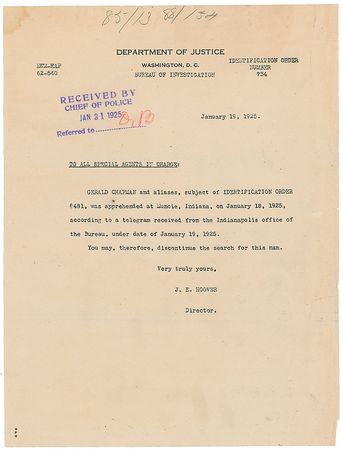 85/13 88/154
DEPARTMENT OF JUSTICE
WASHINGTON, D. C.
BUREAU OF INVESTIGATION
IDENTIFICATION ORDER
NUMBER
734
62-540
RECEIVED BY
CHIEF OF POLICE
JAN 31 1925
Referred to
January 19, 1925.
TO ALL SPECIAL AGENTS IN CHARGE:
GERALD CHAPMAN and aliases, subject of IDENTIFICATION ORDER
#481, was apprehended at Muncie, Indiana, on January 18, 1925,
according to a telegram received from the Indianapolis office of
the Bureau, under date of January 19, 1925.
You may, therefore, discontinue the search for this man.
Very truly yours,
J. E. HOOVER
Director.